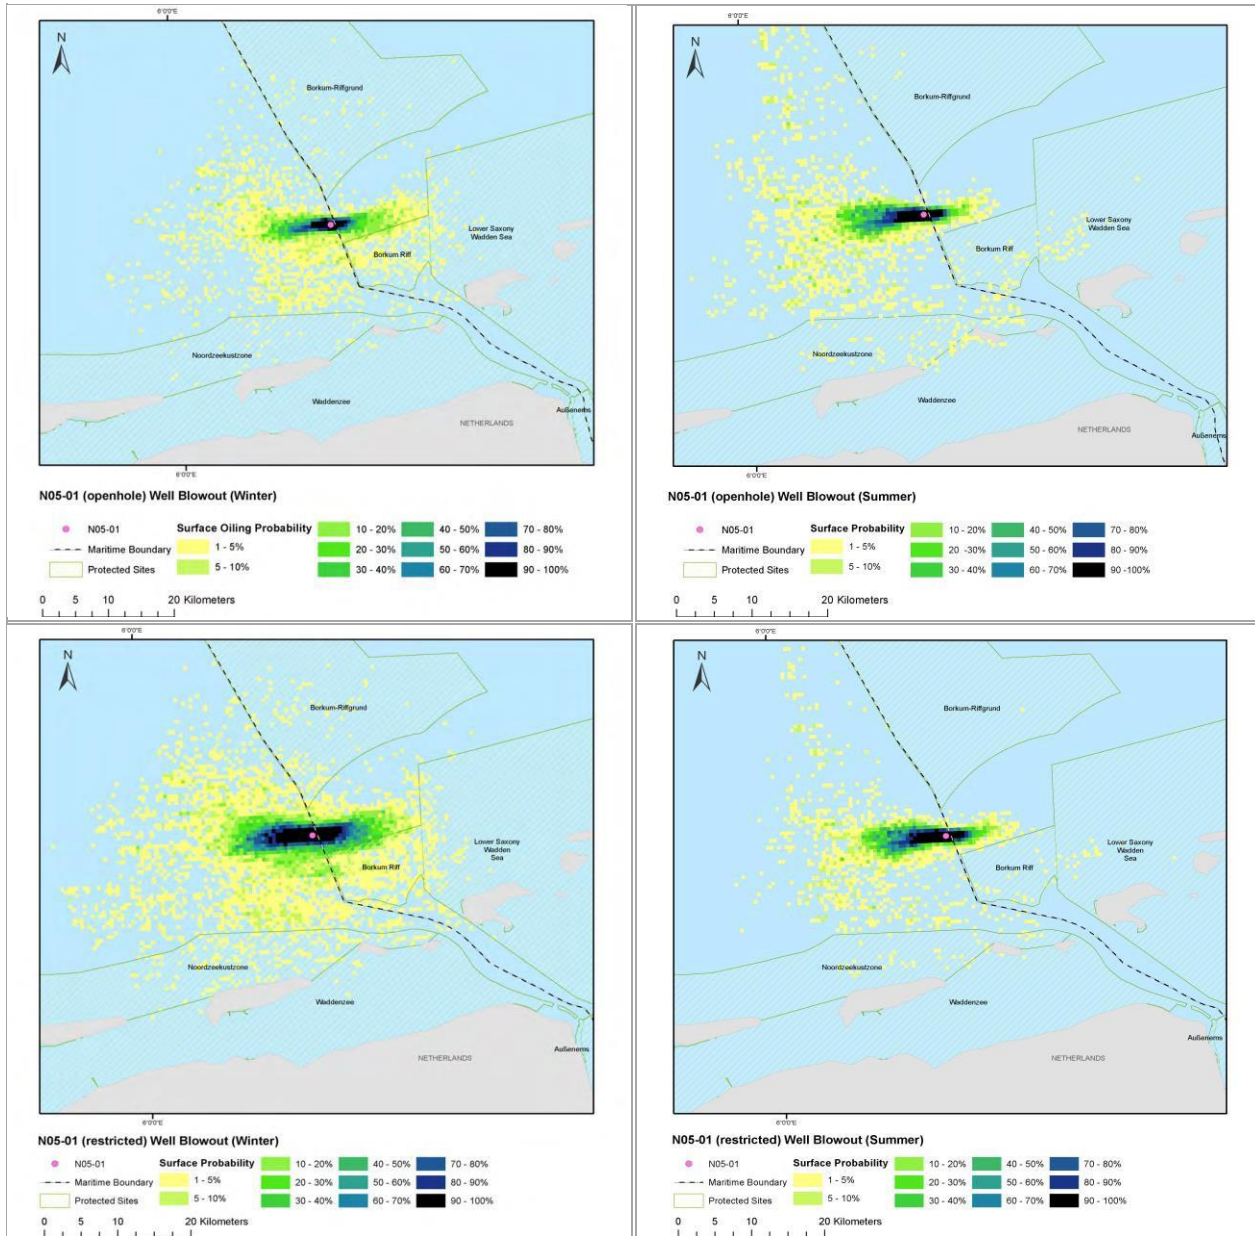 6°0'0"E
N
Borkum-Riffgrund
Lower Saxony
Wadden Sea
Borkum Riff
Noordzeekustzone
Waddenzee
Außenems
NETHERLANDS
6°0'0"E
N05-01 (openhole) Well Blowout (Winter)
N05-01
Maritime Boundary
Protected Sites
Surface Oiling Probability
1 - 5%
5 - 10%
10 - 20%
20 - 30%
30 - 40%
40 - 50%
50 - 60%
60 - 70%
70 - 80%
80 - 90%
90 - 100%
0 5 10 20 Kilometers
6°0'0"E
N
Borkum-Riffgrund
Lower Saxony
Wadden Sea
Borkum Riff
Noordzeekustzone
Waddenzee
NETHERLANDS
Außenems
6°0'0"E
N05-01 (openhole) Well Blowout (Summer)
N05-01
Maritime Boundary
Protected Sites
Surface Probability
1 - 5%
5 - 10%
10 - 20%
20 -30%
30 - 40%
40 - 50%
50 - 60%
60 - 70%
70 - 80%
80 - 90%
90 -100%
0 5 10 20 Kilometers
6°0'0"E
N
Borkum-Riffgrund
Lower Saxony
Wadden
Sea
Borkum Riff
Noordzeekustzone
Waddenzee
Außenems
NETHERLANDS
6°0'0"E
N05-01 (restricted) Well Blowout (Winter)
N05-01
Maritime Boundary
Protected Sites
Surface Probability
1 - 5%
5 - 10%
10 - 20%
20 - 30%
30 - 40%
40 - 50%
50 - 60%
60 - 70%
70 - 80%
80 - 90%
90 - 100%
0 5 10 20 Kilometers
6°0'0"E
N
Borkum-Riffgrund
Lower Saxony
Wadden Sea
Borkum Riff
Noordzeekustzone
Waddenzee
Außenems
NETHERLANDS
6°0'0"E
N05-01 (restricted) Well Blowout (Summer)
N05-01
Maritime Boundary
Protected Sites
Surface Probability
1 - 5%
5 - 10%
10 - 20%
20 - 30%
30 - 40%
40 - 50%
50 - 60%
60 - 70%
70 - 80%
80 - 90%
90 - 100%
0 5 10 20 Kilometers